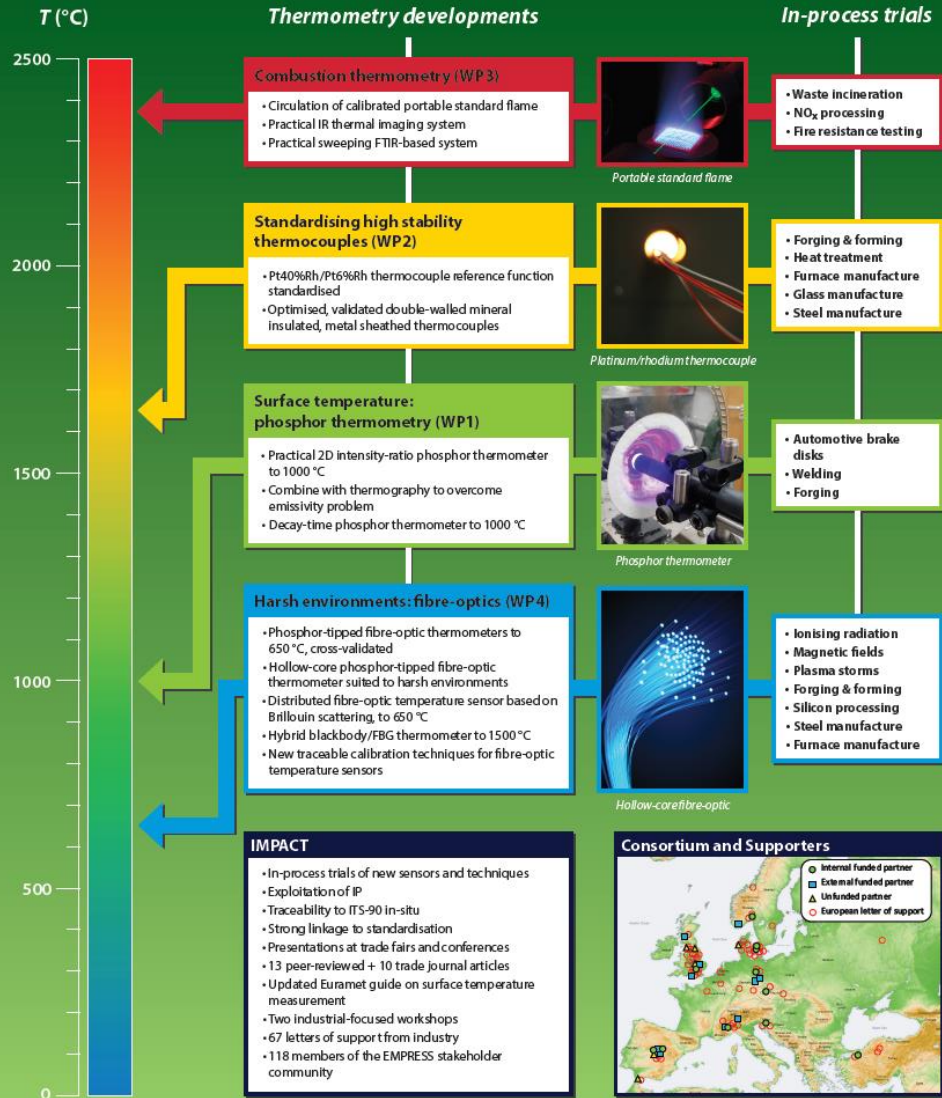 T (°C)
Thermometry developments
In-process trials
2500
2000
1500
1000
500
0
Combustion thermometry (WP3)
• Circulation of calibrated portable standard flame
• Practical IR thermal imaging system
• Practical sweeping FTIR-based system
Portable standard flame
• Waste incineration
• NOx processing
• Fire resistance testing
Standardising high stability
thermocouples (WP2)
• Pt40%Rh/Pt6%Rh thermocouple reference function
standardised
• Optimised, validated double-walled mineral
insulated, metal sheathed thermocouples
Platinum/rhodium thermocouple
• Forging & forming
• Heat treatment
• Furnace manufacture
• Glass manufacture
• Steel manufacture
Surface temperature:
phosphor thermometry (WP1)
• Practical 2D intensity-ratio phosphor thermometer
to 1000 °C
• Combine with thermography to overcome
emissivity problem
• Decay-time phosphor thermometer to 1000 °C
Phosphor thermometer
• Automotive brake
disks
• Welding
• Forging
Harsh environments: fibre-optics (WP4)
• Phosphor-tipped fibre-optic thermometers to
650 °C, cross-validated
• Hollow-core phosphor-tipped fibre-optic
thermometer suited to harsh environments
• Distributed fibre-optic temperature sensor based on
Brillouin scattering, to 650 °C
• Hybrid blackbody/FBG thermometer to 1500 °C
• New traceable calibration techniques for fibre-optic
temperature sensors
Hollow-corefibre-optic
• Ionising radiation
• Magnetic fields
• Plasma storms
• Forging & forming
• Silicon processing
• Steel manufacture
• Furnace manufacture
IMPACT
• In-process trials of new sensors and techniques
• Exploitation of IP
• Traceability to ITS-90 in-situ
• Strong linkage to standardisation
• Presentations at trade fairs and conferences
• 13 peer-reviewed + 10 trade journal articles
• Updated Euramet guide on surface temperature
measurement
• Two industrial-focused workshops
• 67 letters of support from industry
• 118 members of the EMPRESS stakeholder
community
Consortium and Supporters
Internal funded partner
External funded partner
Unfunded partner
European letter of support